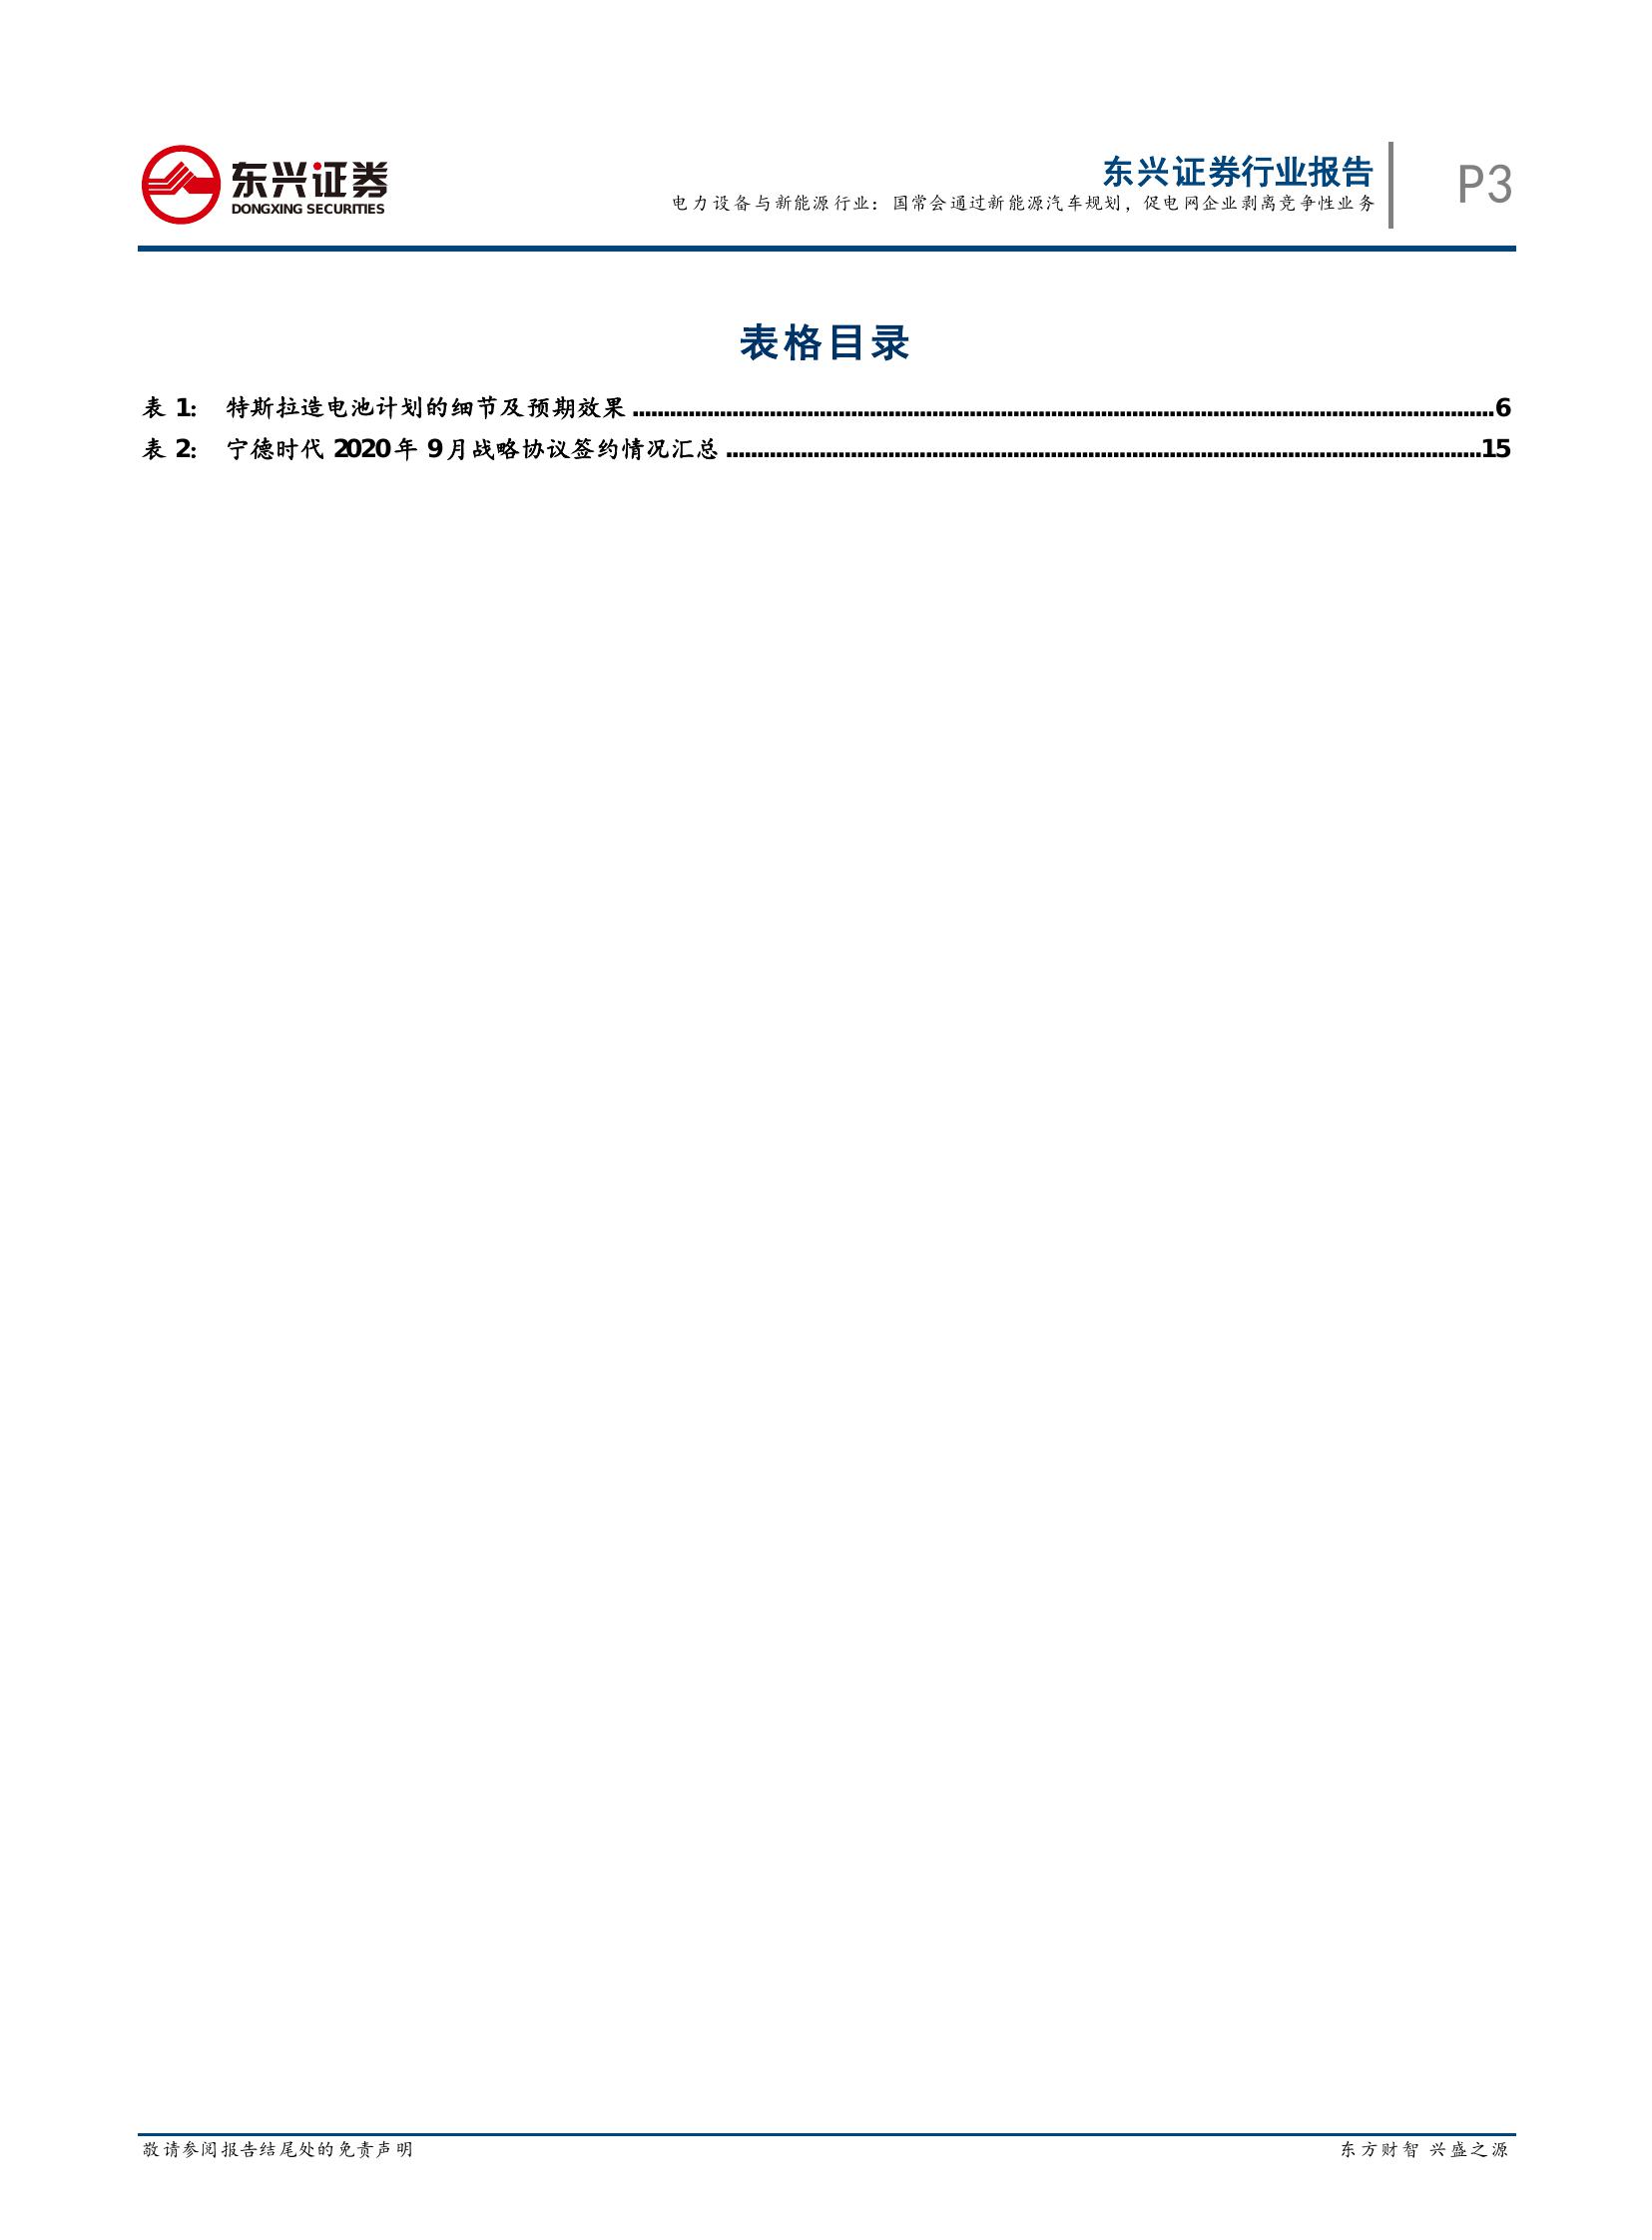 东兴证券
DONGXING SECURITIES
东兴证券行业报告
电力设备与新能源行业：国常会通过新能源汽车规划，促电网企业剥离竞争性业务
P3
表格目录
表 1： 特斯拉造电池计划的细节及预期效果 ........................................................ 6
表 2： 宁德时代 2020 年 9 月战略协议签约情况汇总 ........................................................ 15
敬请参阅报告结尾处的免责声明
东方财智 兴盛之源